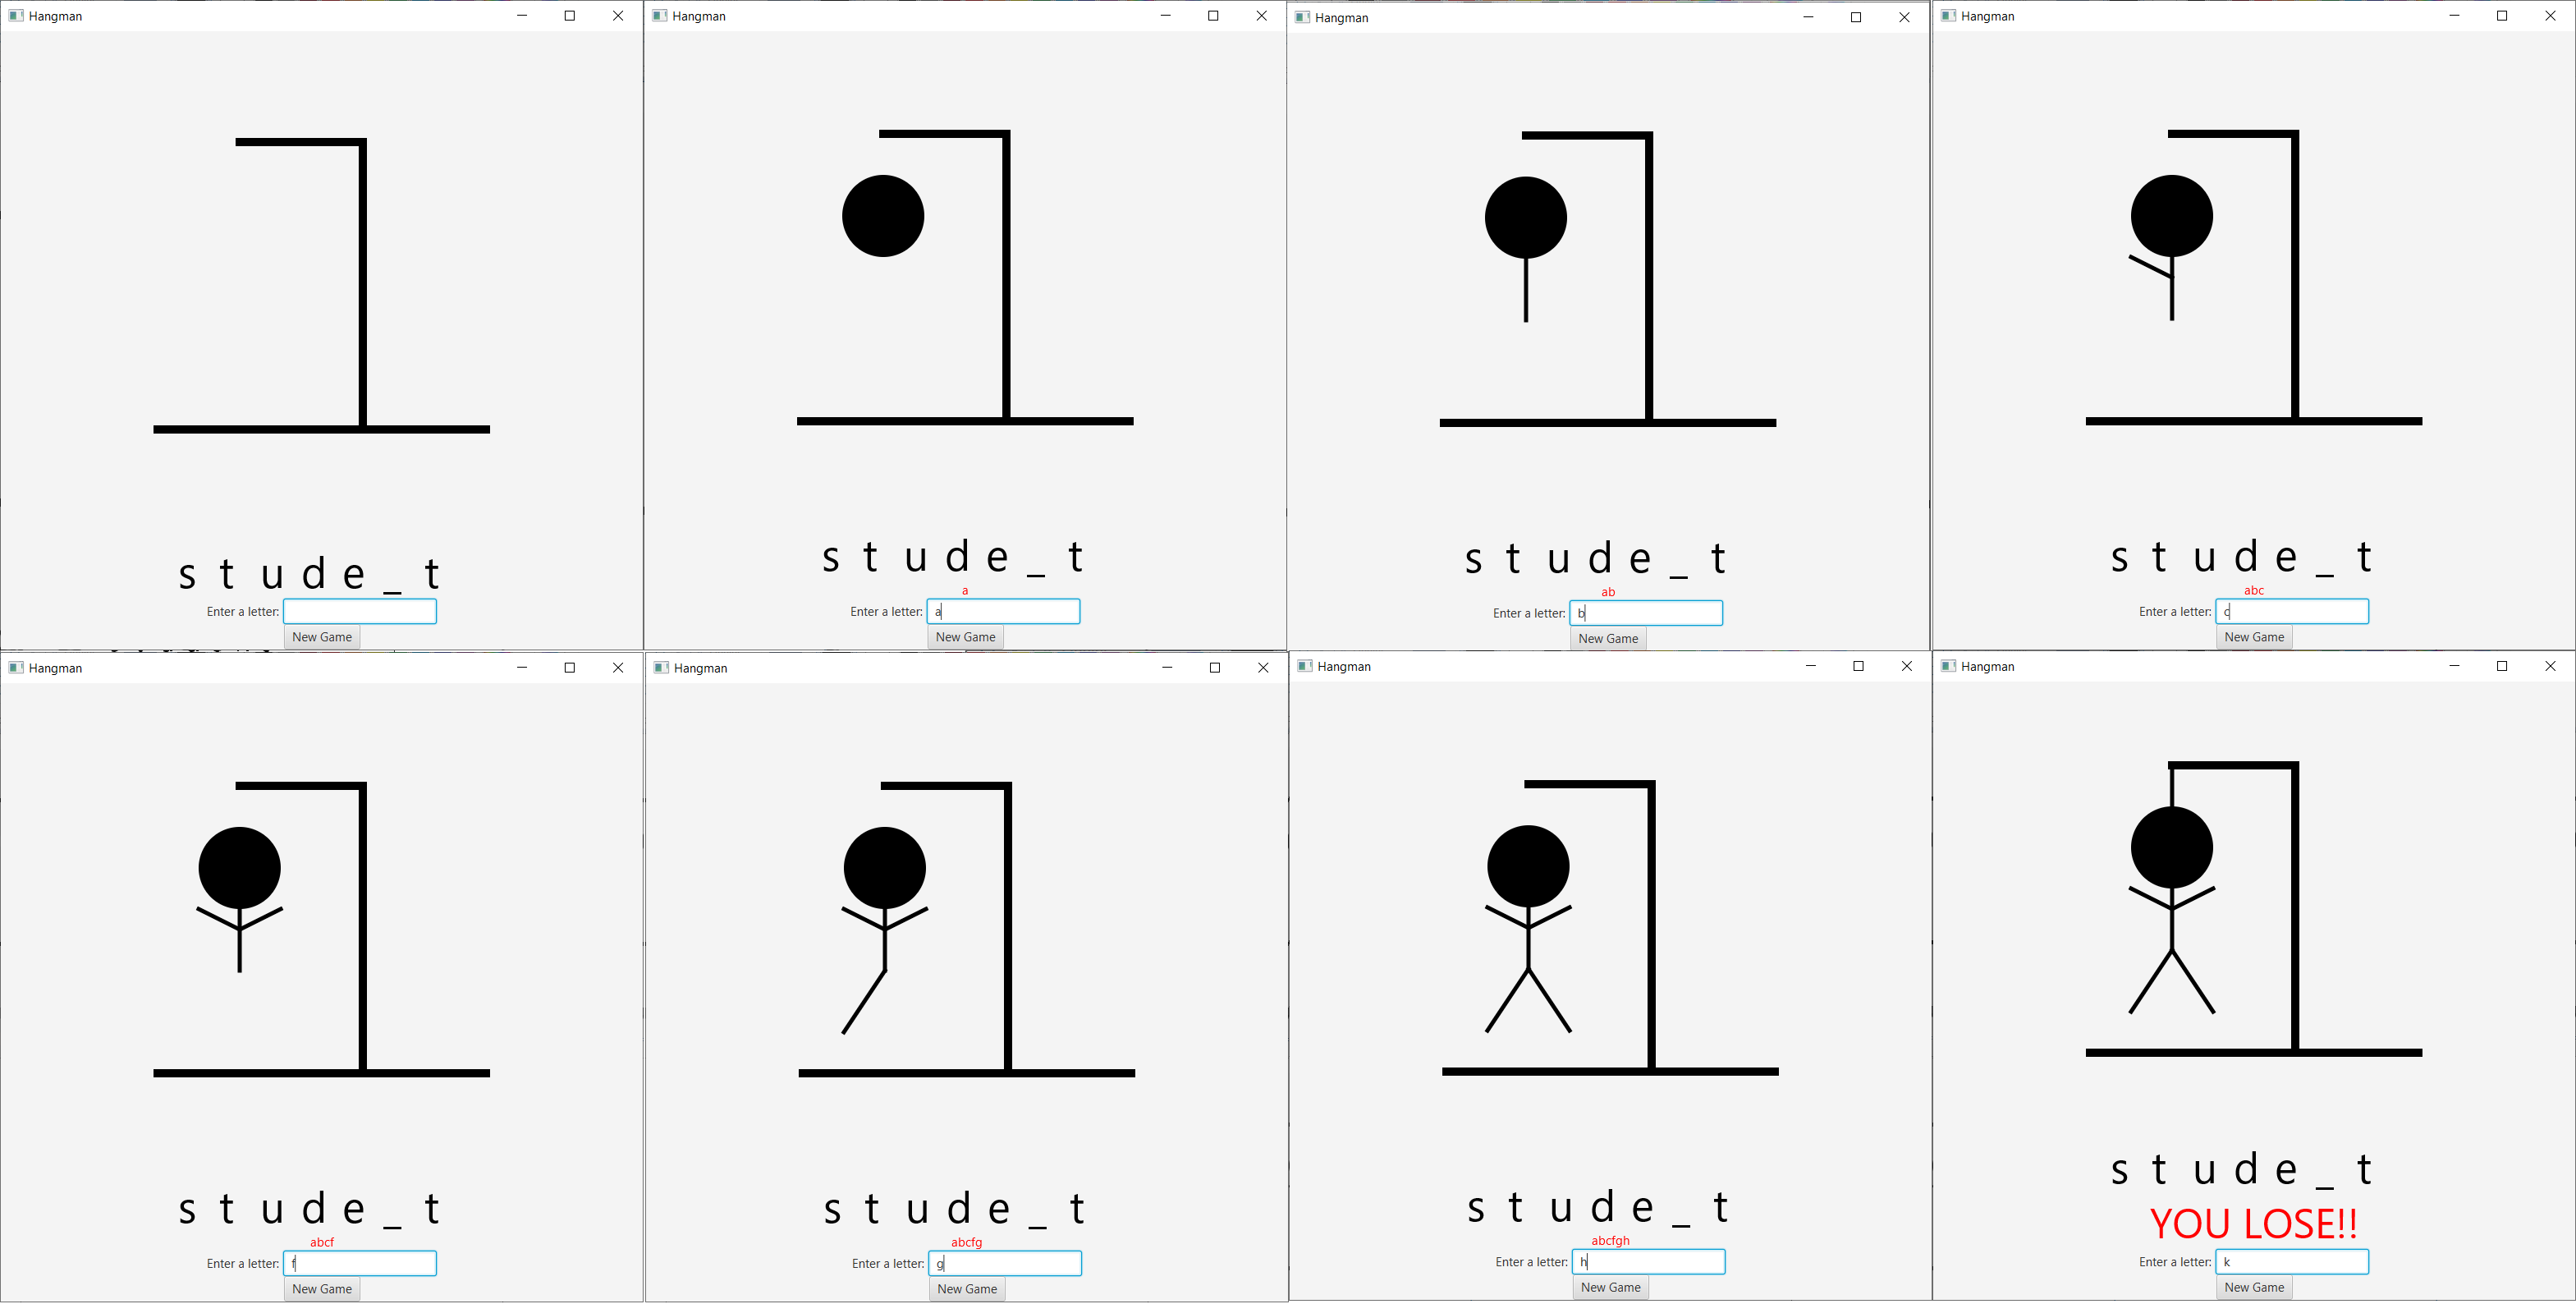 Hangman
s t u d e _ t
Enter a letter:
New Game
Hangman
s t u d e _ t
a
Enter a letter: a
New Game
Hangman
s t u d e _ t
ab
Enter a letter: b
New Game
Hangman
s t u d e _ t
abc
Enter a letter: c
New Game
Hangman
s t u d e _ t
abcf
Enter a letter: f
New Game
Hangman
s t u d e _ t
abcfg
Enter a letter: g
New Game
Hangman
s t u d e _ t
abcfgh
Enter a letter: h
New Game
Hangman
s t u d e _ t
YOU LOSE!!
Enter a letter: k
New Game